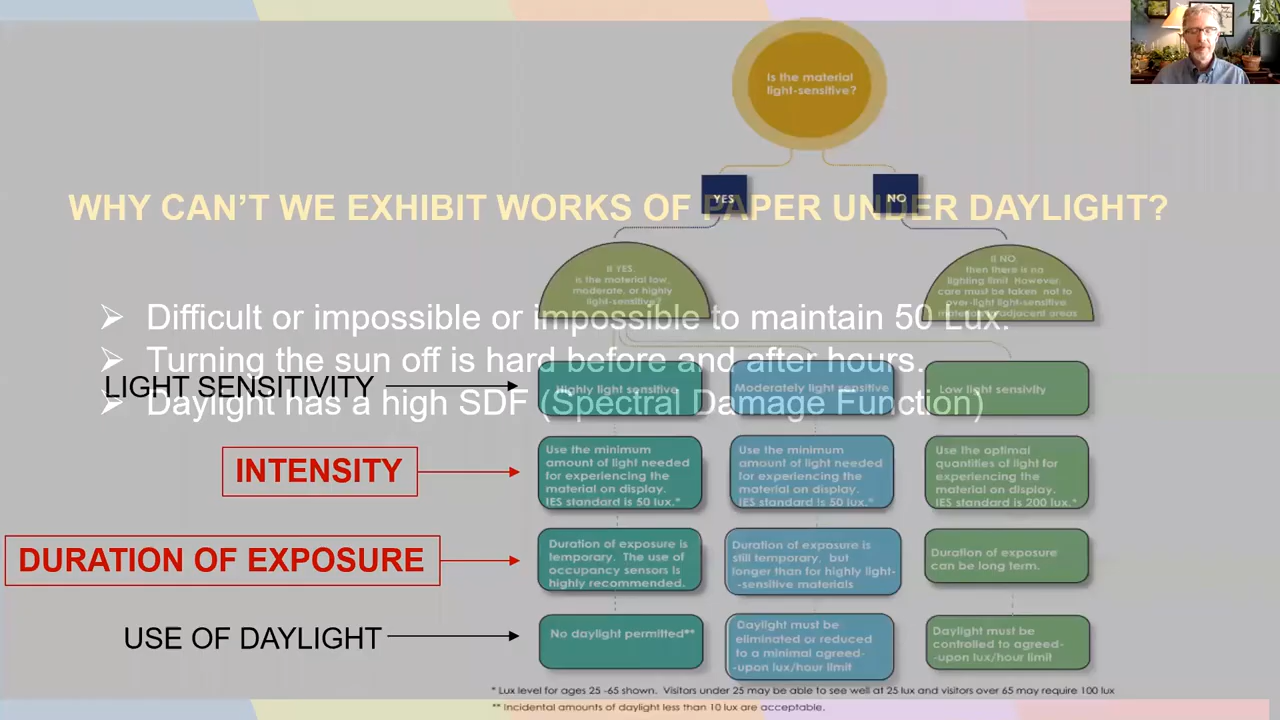 Is the material
light-sensitive?
YES
NO
WHY CAN'T WE EXHIBIT WORKS OF PAPER UNDER DAYLIGHT?
If YES,
is the material low,
moderate, or highly
light-sensitive?
If NO,
then there is no
lighting limit. However,
care must be taken not to
over-light light-sensitive
adjacent areas
➢ Difficult or impossible or impossible to maintain 50 Lux.
➢ Turning the sun off is hard before and after hours.
➢ Daylight has a high SDF (Spectral Damage Function)
LIGHT SENSITIVITY
Highly light sensitive
Moderately light sensitive
Low light sensivity
INTENSITY
Use the minimum
amount of light needed
for experiencing the
material on display.
IES standard is 50 lux.*
Use the minimum
amount of light needed
for experiencing the
material on display.
IES standard is 50 lux.*
Use the optimal
quantities of light for
experiencing the
material on display.
IES standard is 200 lux.*
DURATION OF EXPOSURE
Duration of exposure is
temporary. The use of
occupancy sensors is
highly recommended.
Duration of exposure is
still temporary, but
longer than for highly light-
-sensitive materials
Duration of exposure
can be long term.
USE OF DAYLIGHT
No daylight permitted**
Daylight must be
eliminated or reduced
to a minimal agreed-
-upon lux/hour limit
Daylight must be
controlled to agreed-
-upon lux/hour limit
* Lux level for ages 25 -65 shown. Visitors under 25 may be able to see well at 25 lux and visitors over 65 may require 100 lux
** Incidental amounts of daylight less than 10 lux are acceptable.